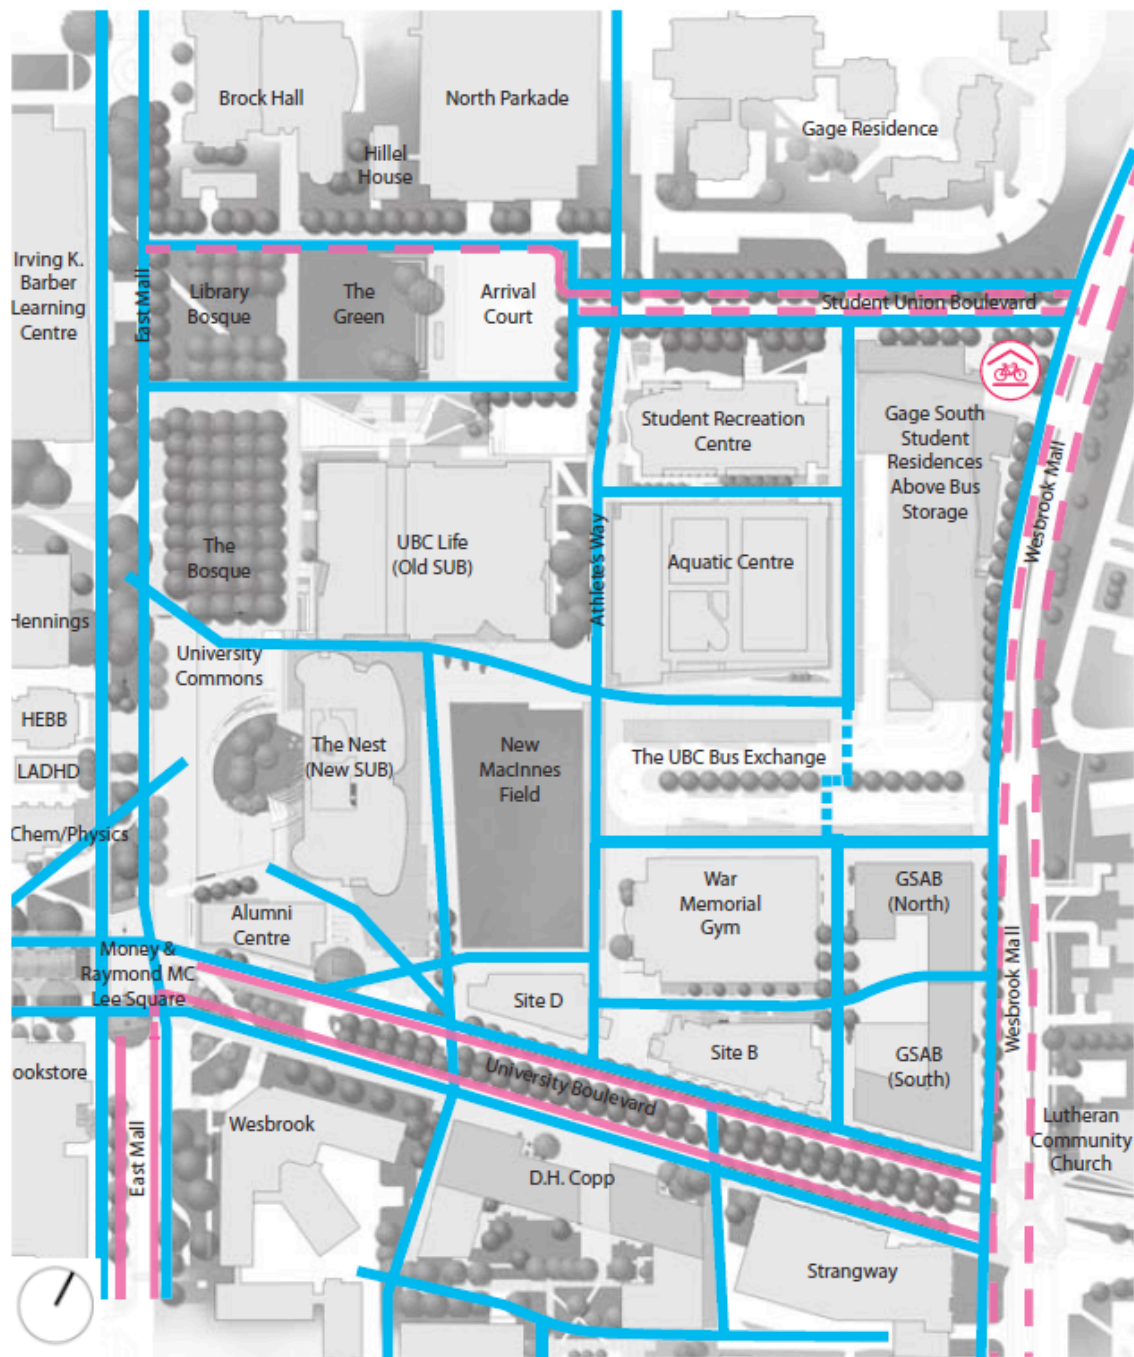 Brock Hall
North Parkade
Gage Residence
Hillel
House
Irving K.
Barber
Learning
Centre
East Mall
Library
Bosque
The
Green
Arrival
Court
Student Union Boulevard
Student Recreation
Centre
Gage South
Student
Residences
Above Bus
Storage
Wesbrook Mall
The
Bosque
UBC Life
(Old SUB)
Athlete's Way
Aquatic Centre
Hennings
University
Commons
HEBB
LADHD
The Nest
(New SUB)
New
MacInnes
Field
The UBC Bus Exchange
Chem/Physics
War
Memorial
Gym
GSAB
(North)
Alumni
Centre
Money &
Raymond MC
Lee Square
Site D
Wesbrook Mall
Site B
GSAB
(South)
ookstore
University Boulevard
Wesbrook
East Mall
Lutheran
Community
Church
D.H. Copp
Strangway